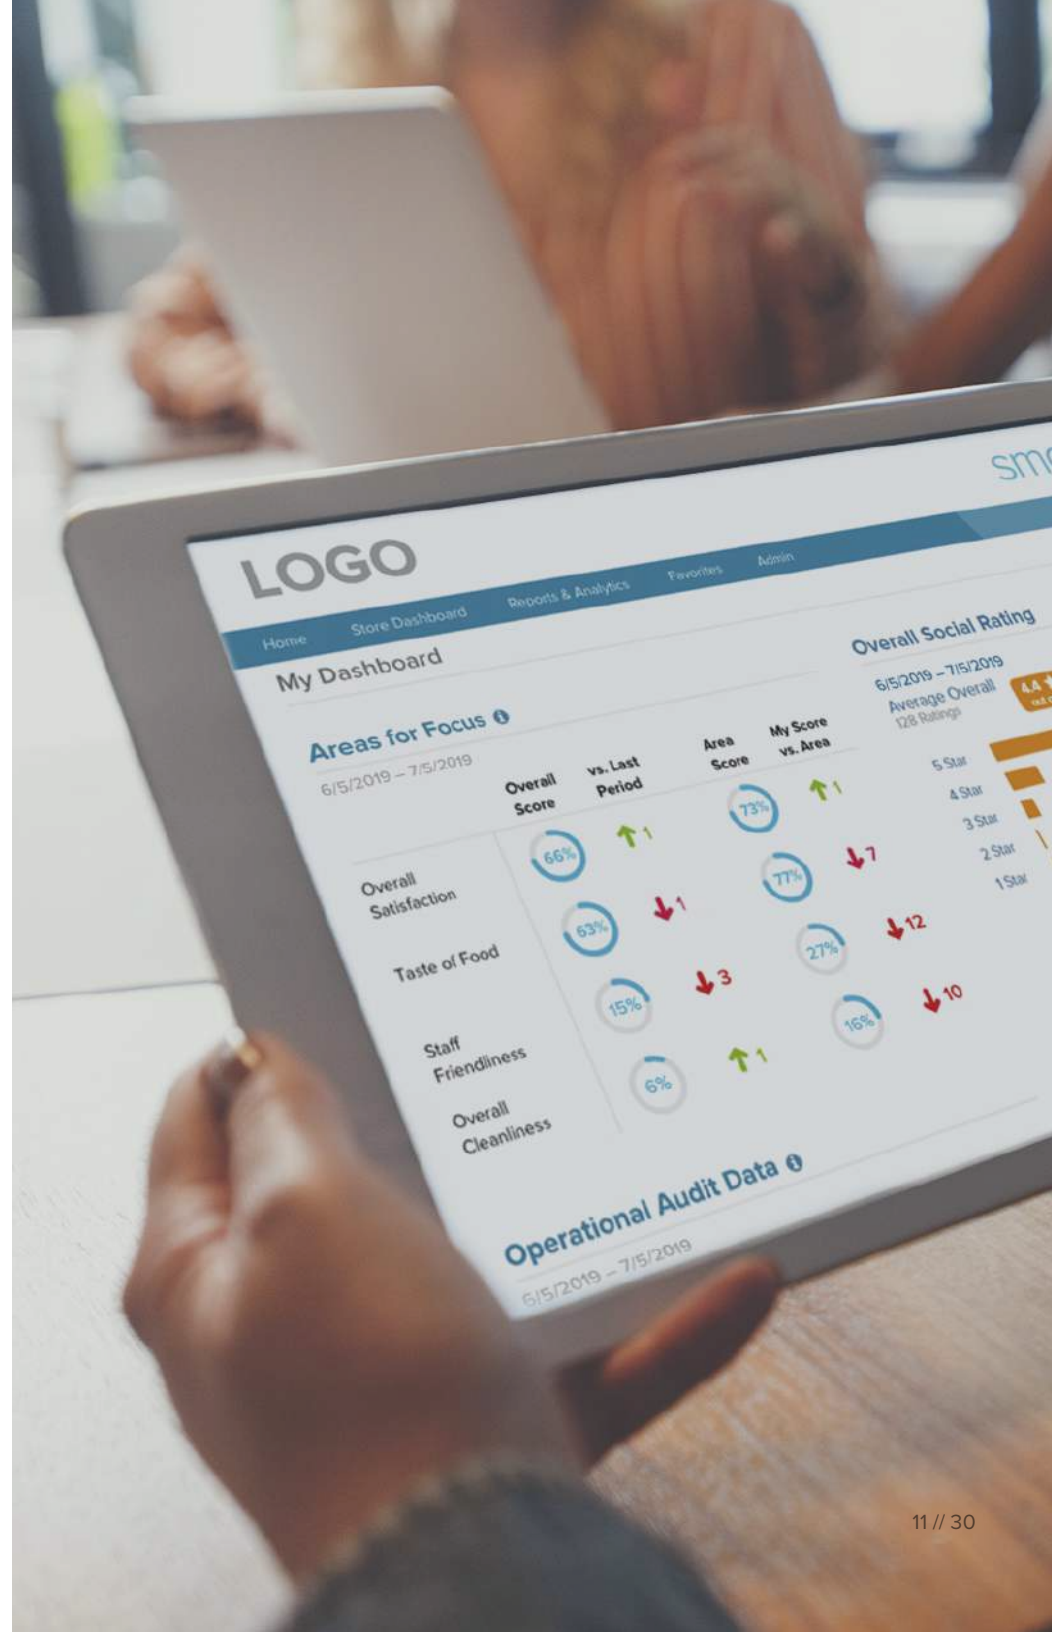 sm
LOGO
Home Store Dashboard Reports & Analytics Favorites Admin
My Dashboard
Areas for Focus
6/5/2019 – 7/5/2019
Overall Score vs. Last Period Area Score My Score vs. Area
Overall Satisfaction 66% 1 73% 1
Taste of Food 63% 1 77% 7
Staff Friendliness 15% 3 27% 12
Overall Cleanliness 6% 1 16% 10
Overall Social Rating
6/5/2019 – 7/5/2019
Average Overall 4.4
128 Ratings
5 Star
4 Star
3 Star
2 Star
1 Star
Operational Audit Data
6/5/2019 – 7/5/2019
11 // 30